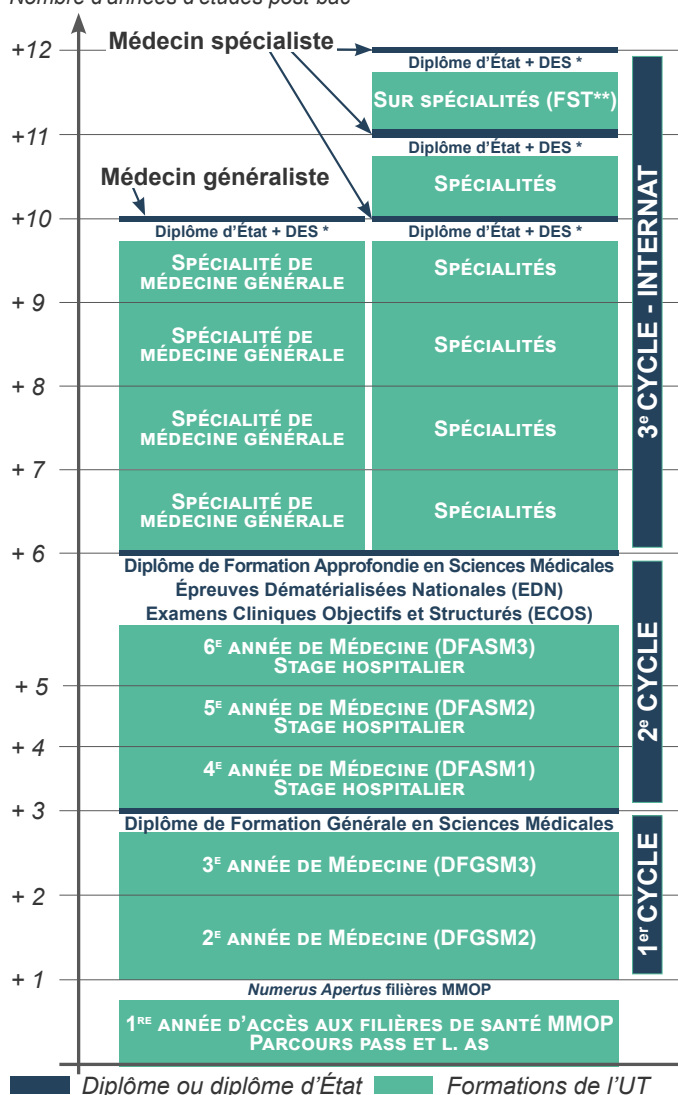 Nombre d'années d'études post-bac
+12
Médecin spécialiste
Diplôme d'État + DES *
Sur spécialités (FST**)
+11
Diplôme d'État + DES *
Médecin généraliste
Spécialités
+10
Diplôme d'État + DES *
Diplôme d'État + DES *
Spécialité de
médecine générale
Spécialités
+ 9
Spécialité de
médecine générale
Spécialités
+ 8
Spécialité de
médecine générale
Spécialités
+ 7
Spécialité de
médecine générale
Spécialités
+ 6
3e CYCLE - INTERNAT
Diplôme de Formation Approfondie en Sciences Médicales
Épreuves Dématérialisées Nationales (EDN)
Examens Cliniques Objectifs et Structurés (ECOS)
6e année de Médecine (DFASM3)
Stage hospitalier
+ 5
5e année de Médecine (DFASM2)
Stage hospitalier
+ 4
4e année de Médecine (DFASM1)
Stage hospitalier
+ 3
2e CYCLE
Diplôme de Formation Générale en Sciences Médicales
3e année de Médecine (DFGSM3)
+ 2
2e année de Médecine (DFGSM2)
+ 1
1er CYCLE
Numerus Apertus filières MMOP
1re année d'accès aux filières de santé MMOP
Parcours PASS et L. AS
Diplôme ou diplôme d'État
Formations de l'UT